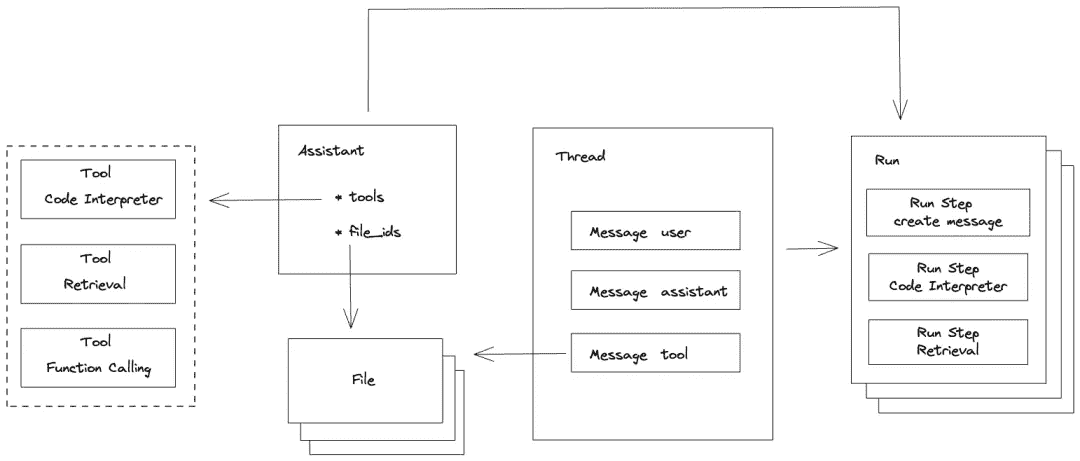 Assistant
* tools
* file_ids
Tool
Code Interpreter
Tool
Retrieval
Tool
Function Calling
File
Thread
Message user
Message assistant
Message tool
Run
Run Step
create message
Run Step
Code Interpreter
Run Step
Retrieval